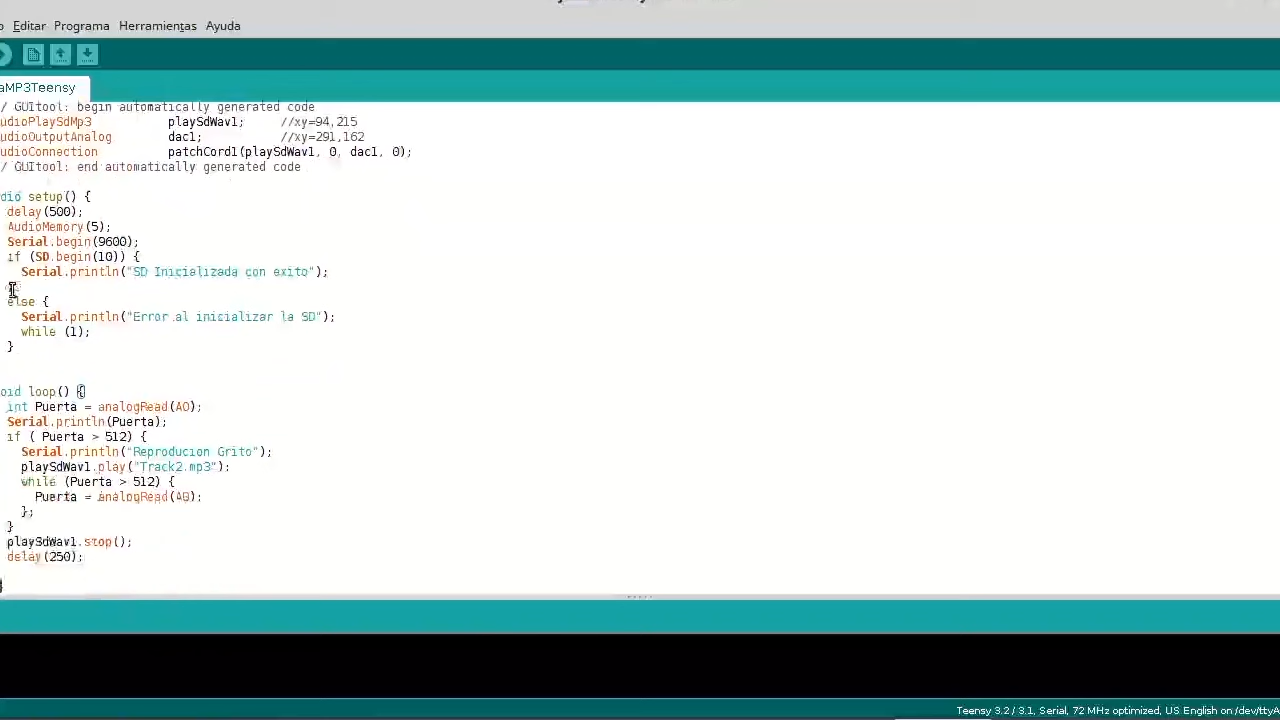 Editar Programa Herramientas Ayuda
aMP3Teensy
/ GUItool: begin automatically generated code
udioPlaySdMp3 playSdWav1; //xy=94,215
udioOutputAnalog dac1; //xy=291,162
udioConnection patchCord1(playSdWav1, 0, dac1, 0);
/ GUItool: end automatically generated code
oid setup() {
delay(500);
AudioMemory(5);
Serial.begin(9600);
if (SD.begin(10)) {
Serial.println("SD Inicializada con exito");
else {
Serial.println("Error al inicializar la SD");
while (1);
}
oid loop() {
int Puerta = analogRead(A0);
Serial.println(Puerta);
if ( Puerta > 512) {
Serial.println("Reproducion Grito");
playSdWav1.play("Track2.mp3");
while (Puerta > 512) {
Puerta = analogRead(A0);
};
}
playSdWav1.stop();
delay(250);
Teensy 3.2 / 3.1, Serial, 72 MHz optimized, US English on /dev/ttyA